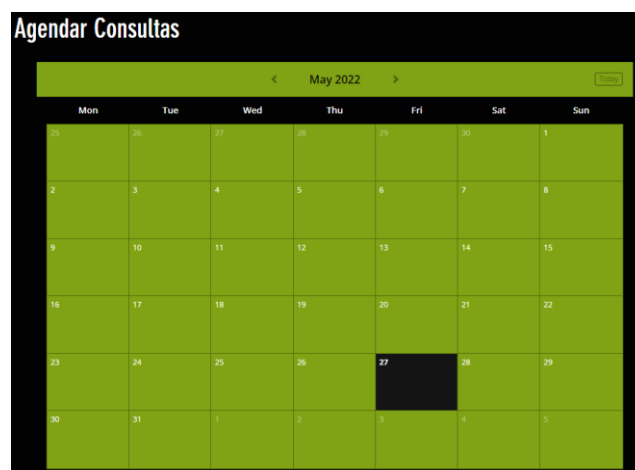 Agendar Consultas
< May 2022 > Today
Mon Tue Wed Thu Fri Sat Sun
25 26 27 28 29 30 1
2 3 4 5 6 7 8
9 10 11 12 13 14 15
16 17 18 19 20 21 22
23 24 25 26 27 28 29
30 31 1 2 3 4 5